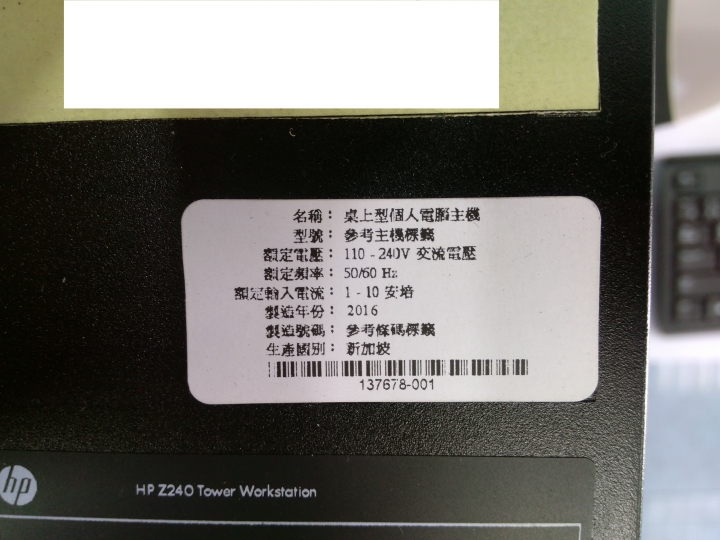 名稱： 桌上型個人電腦主機
型號： 參考主機標籤
額定電壓： 110 - 240V 交流電壓
額定頻率： 50/60 Hz
額定輸入電流： 1 - 10 安培
製造年份： 2016
製造號碼： 參考條碼標籤
生產國別： 新加坡
137678-001
hp
HP Z240 Tower Workstation